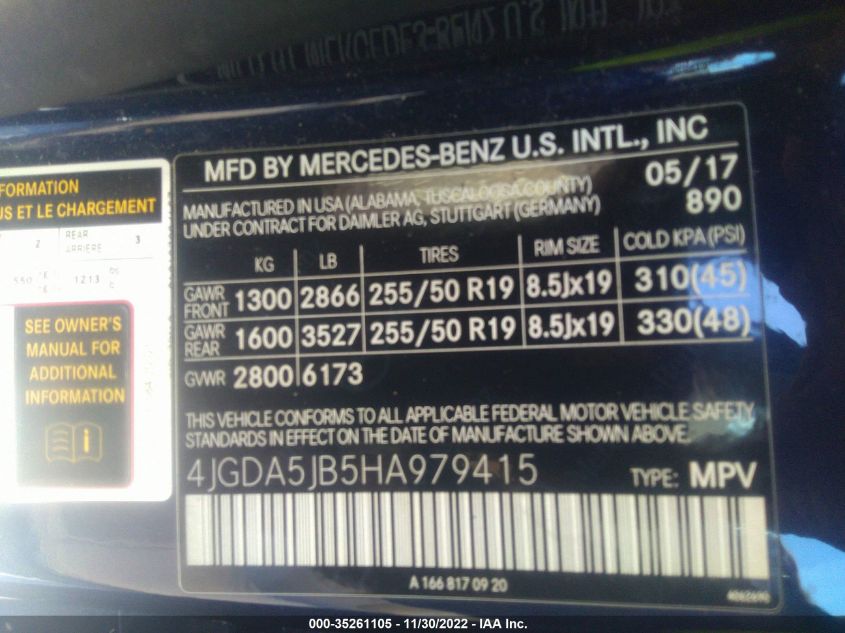 MFD BY MERCEDES-BENZ U.S. INTL., INC
05/17
MANUFACTURED IN USA (ALABAMA, TUSCALOOSA COUNTY)
UNDER CONTRACT FOR DAIMLER AG, STUTTGART (GERMANY) 890
KG LB TIRES RIM SIZE COLD KPA (PSI)
GAWR FRONT 1300 2866 255/50 R19 8.5Jx19 310(45)
GAWR REAR 1600 3527 255/50 R19 8.5Jx19 330(48)
GVWR 2800 6173
THIS VEHICLE CONFORMS TO ALL APPLICABLE FEDERAL MOTOR VEHICLE SAFETY
STANDARDS IN EFFECT ON THE DATE OF MANUFACTURE SHOWN ABOVE.
4JGDA5JB5HA979415 TYPE: MPV
A 166 817 09 20
FORMATION
US ET LE CHARGEMENT
2 REAR ARRIERE 3
550 1213
SEE OWNER'S
MANUAL FOR
ADDITIONAL
INFORMATION
000-35261105 - 11/30/2022 - IAA Inc.